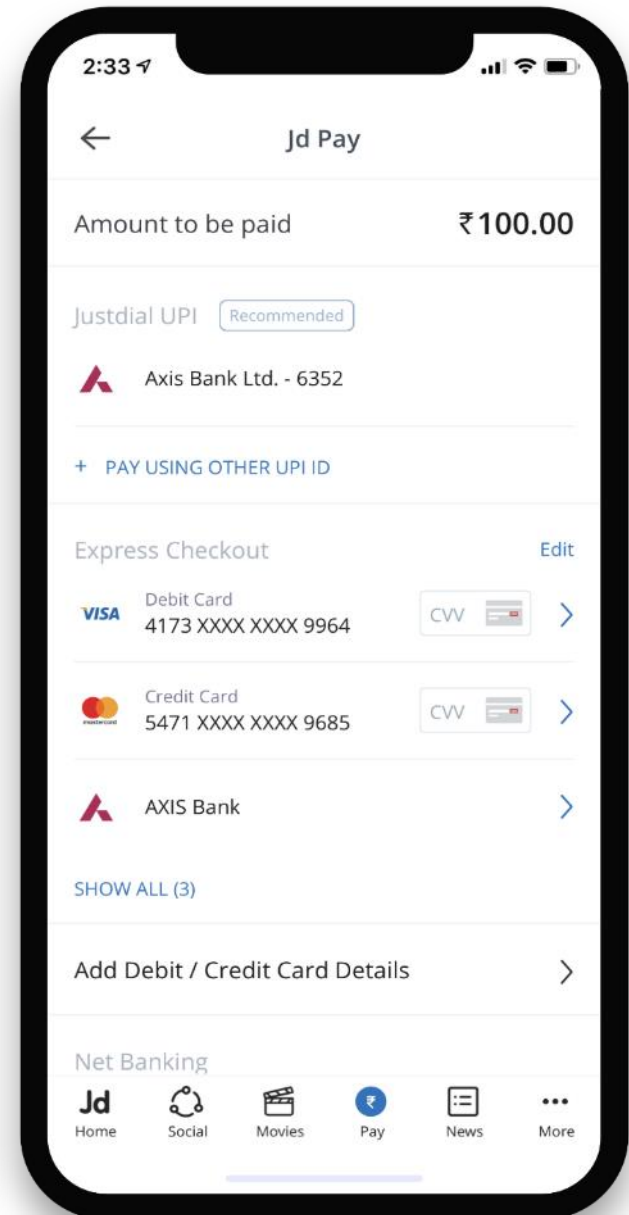 2:33
Jd Pay
Amount to be paid ₹100.00
Justdial UPI Recommended
Axis Bank Ltd. - 6352
+ PAY USING OTHER UPI ID
Express Checkout Edit
VISA Debit Card
4173 XXXX XXXX 9964 CVV
Credit Card
mastercard 5471 XXXX XXXX 9685 CVV
AXIS Bank
SHOW ALL (3)
Add Debit / Credit Card Details
Net Banking
Jd ₹
Home Social Movies Pay News More